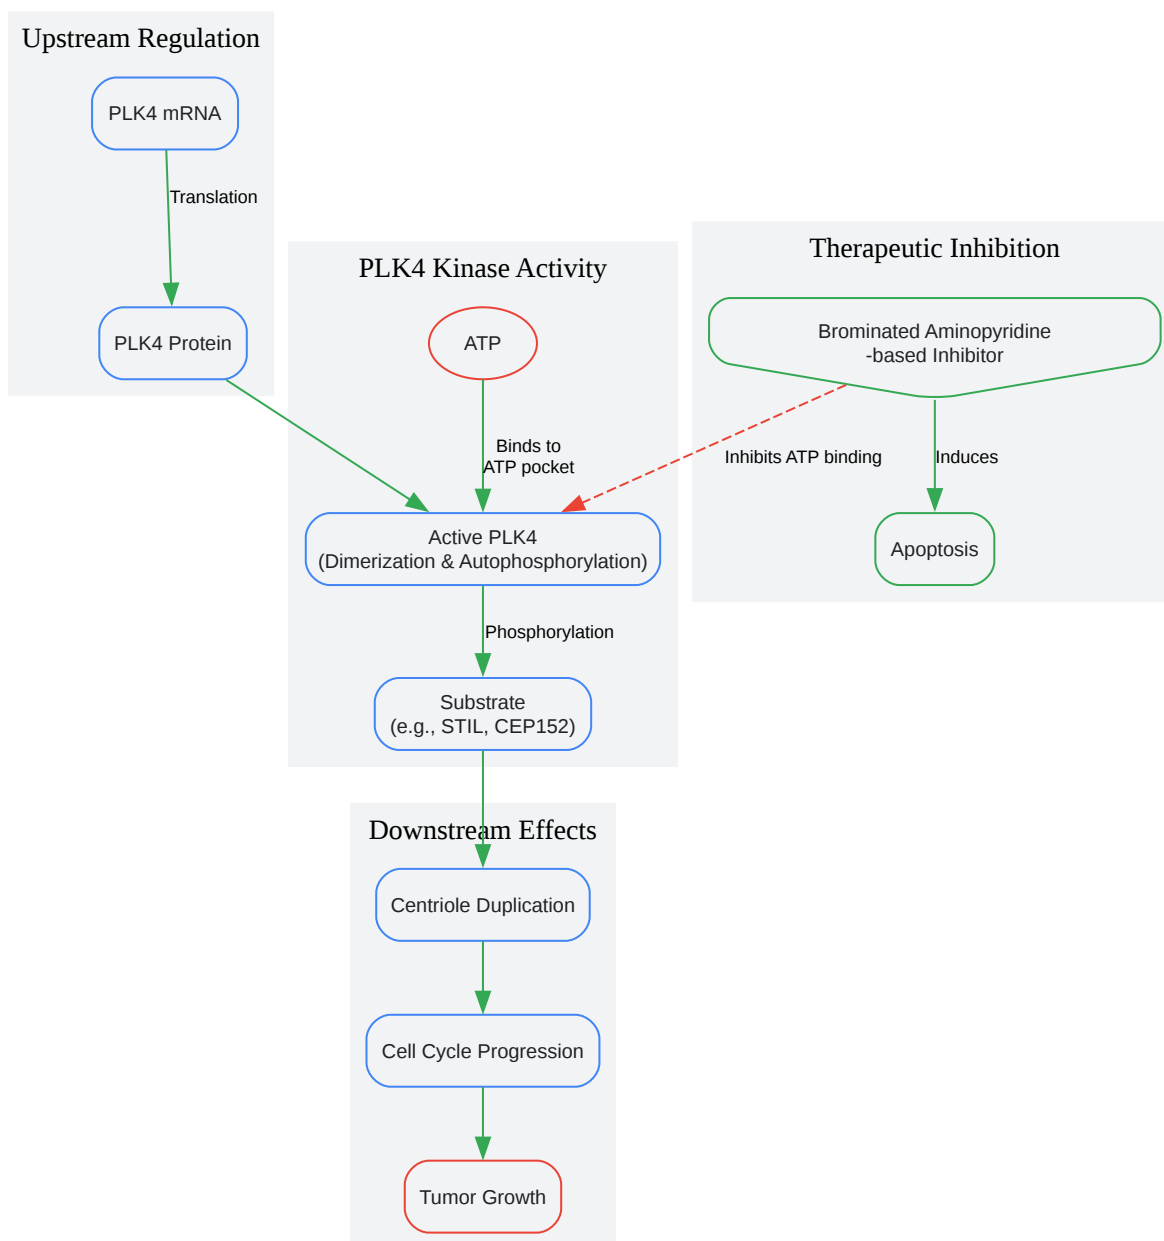 Upstream Regulation
PLK4 mRNA
Translation
PLK4 Protein
PLK4 Kinase Activity
ATP
Binds to
ATP pocket
Active PLK4
(Dimerization & Autophosphorylation)
Phosphorylation
Substrate
(e.g., STIL, CEP152)
Therapeutic Inhibition
Brominated Aminopyridine
-based Inhibitor
Inhibits ATP binding
Induces
Apoptosis
Downstream Effects
Centriole Duplication
Cell Cycle Progression
Tumor Growth